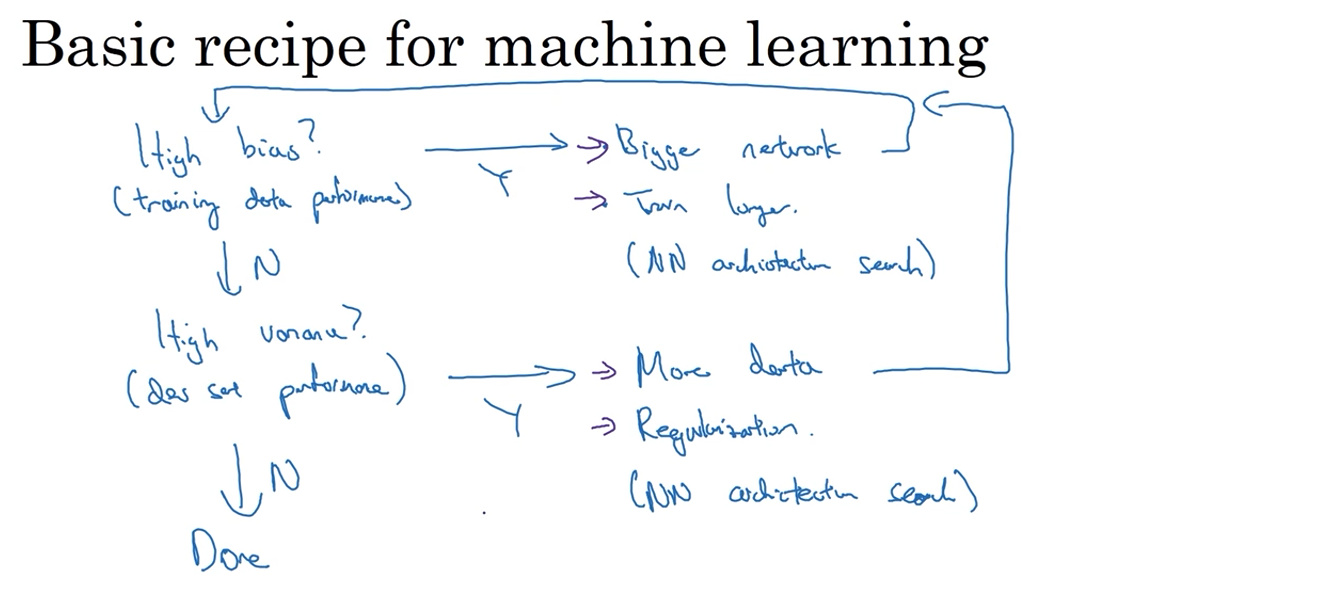 Basic recipe for machine learning
High bias?
(training data performance)
Y
Bigger network
Train longer.
(NN architecture search)
N
High variance?
(dev set performance)
Y
More data
Regularization.
(NN architecture search)
N
Done